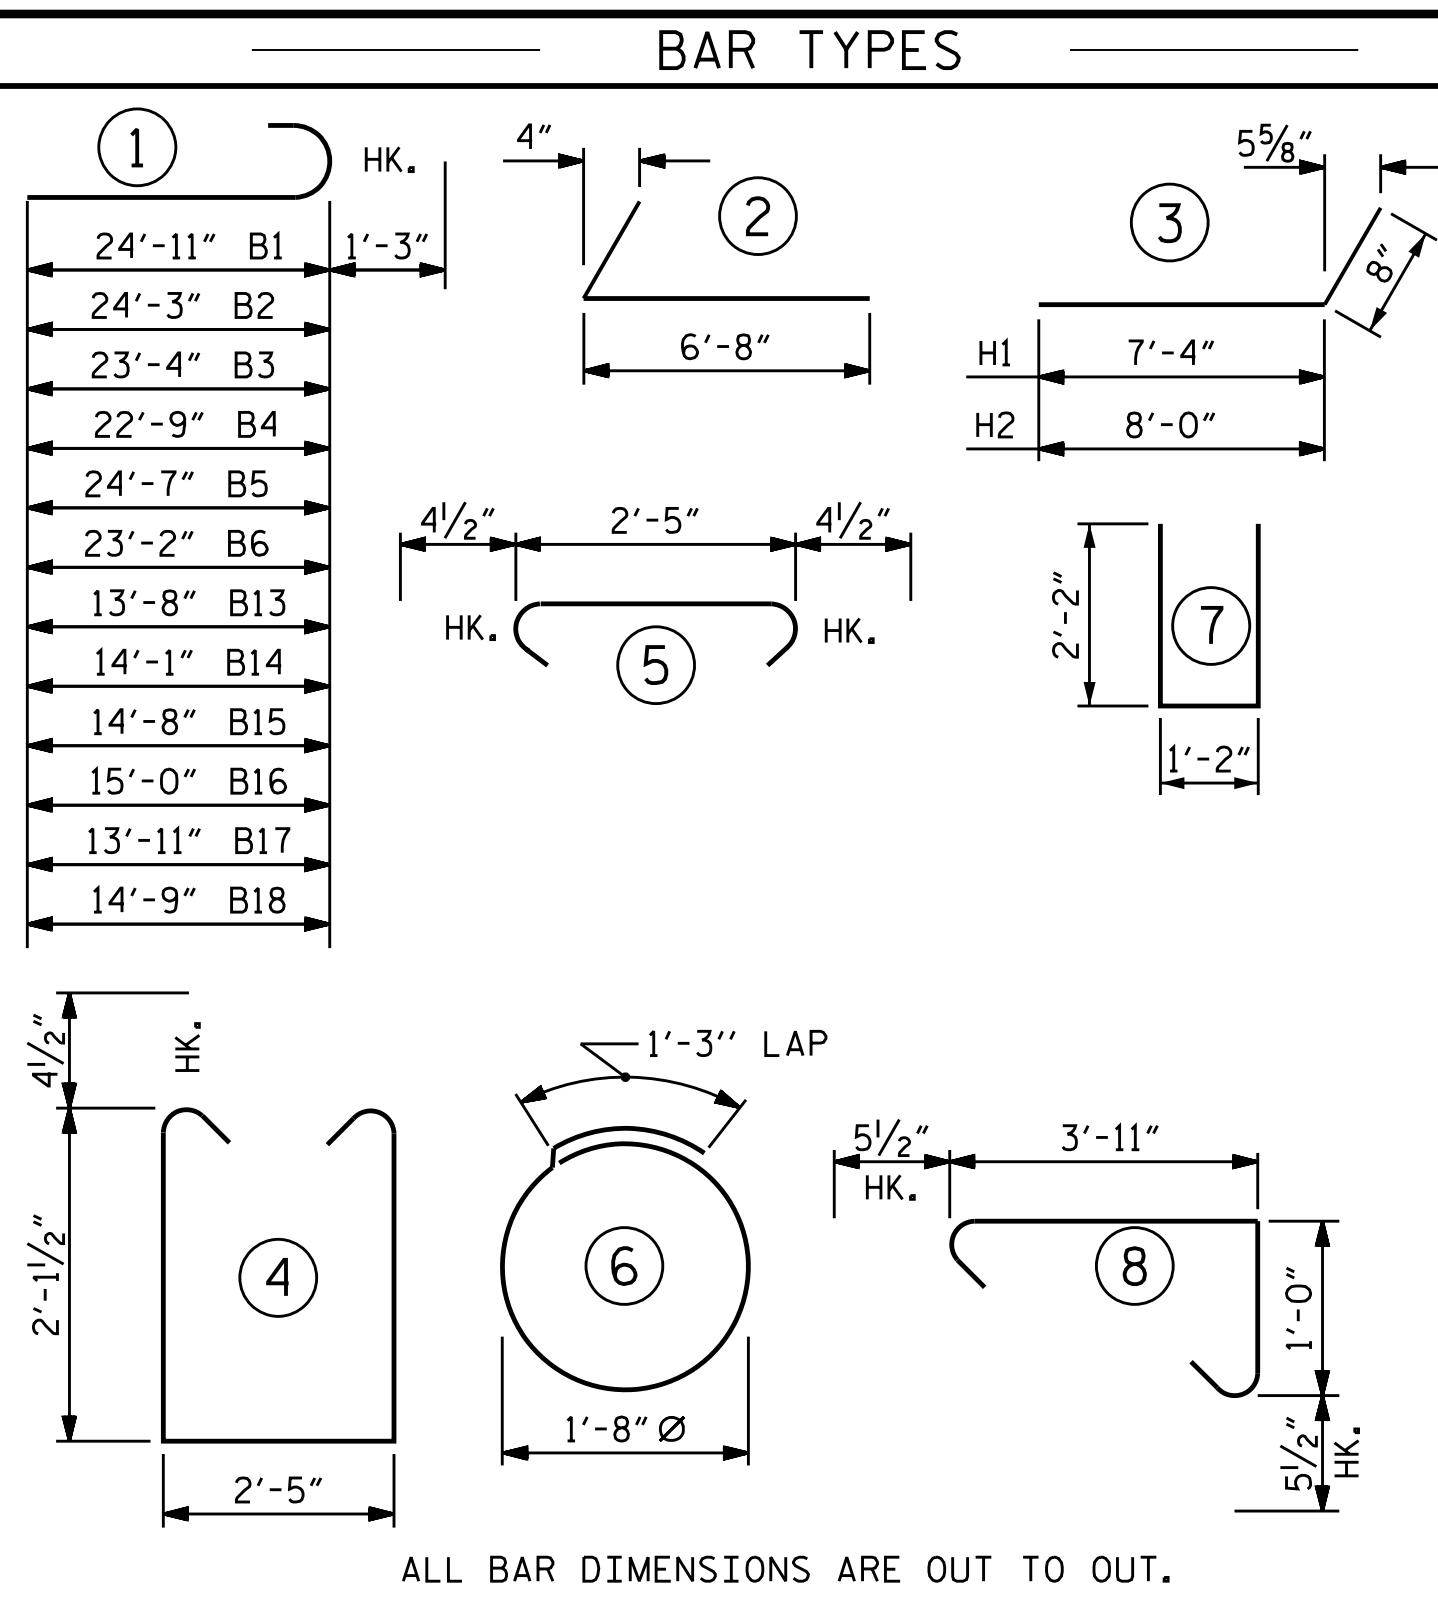 BAR TYPES
1
HK.
24'-11" B1
1'-3"
24'-3" B2
23'-4" B3
22'-9" B4
24'-7" B5
23'-2" B6
13'-8" B13
14'-1" B14
14'-8" B15
15'-0" B16
13'-11" B17
14'-9" B18
4"
2
6'-8"
5⅝"
3
8"
H1 7'-4"
H2 8'-0"
4½" 2'-5" 4½"
HK. HK.
5
2'-2"
7
1'-2"
4½"
HK.
2'-1½"
4
2'-5"
1'-3'' LAP
6
1'-8" Ø
5½" 3'-11"
HK.
8
1'-0"
5½"
HK.
ALL BAR DIMENSIONS ARE OUT TO OUT.